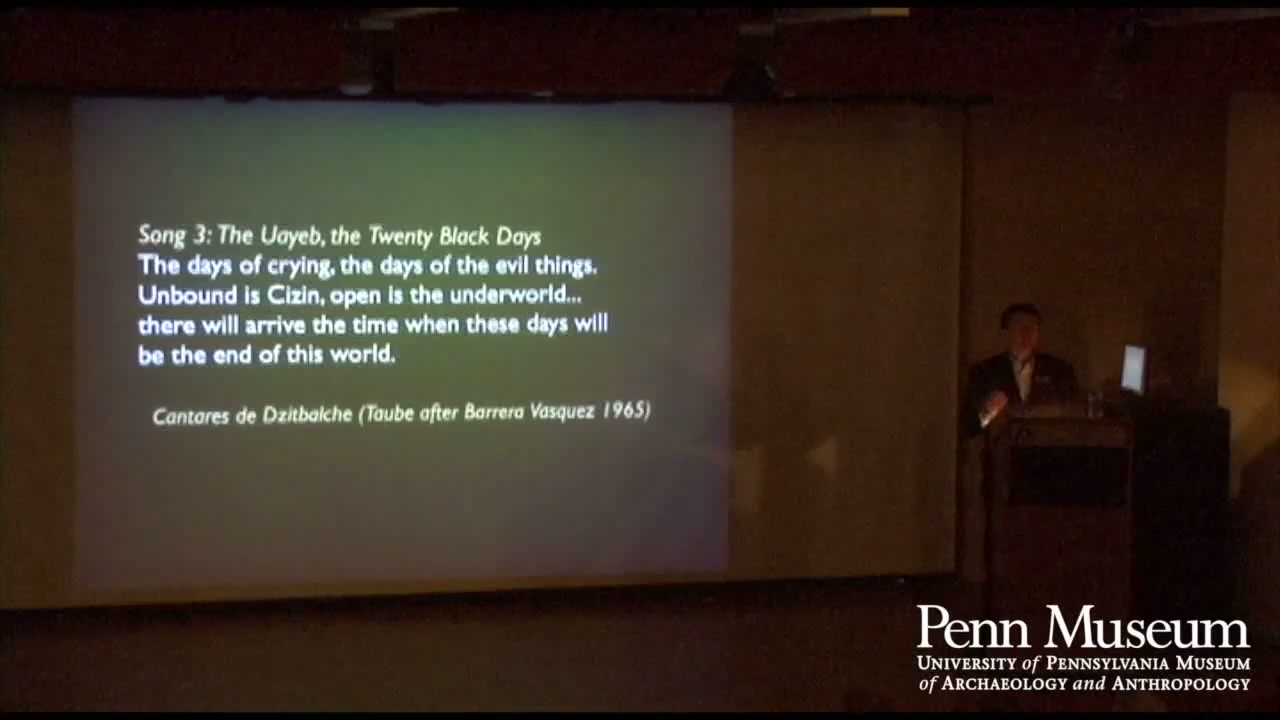 Song 3: The Uayeb, the Twenty Black Days
The days of crying, the days of the evil things.
Unbound is Cizin, open is the underworld...
there will arrive the time when these days will
be the end of this world.
Cantares de Dzitbalche (Taube after Barrera Vasquez 1965)
Penn Museum
University of Pennsylvania Museum
of Archaeology and Anthropology